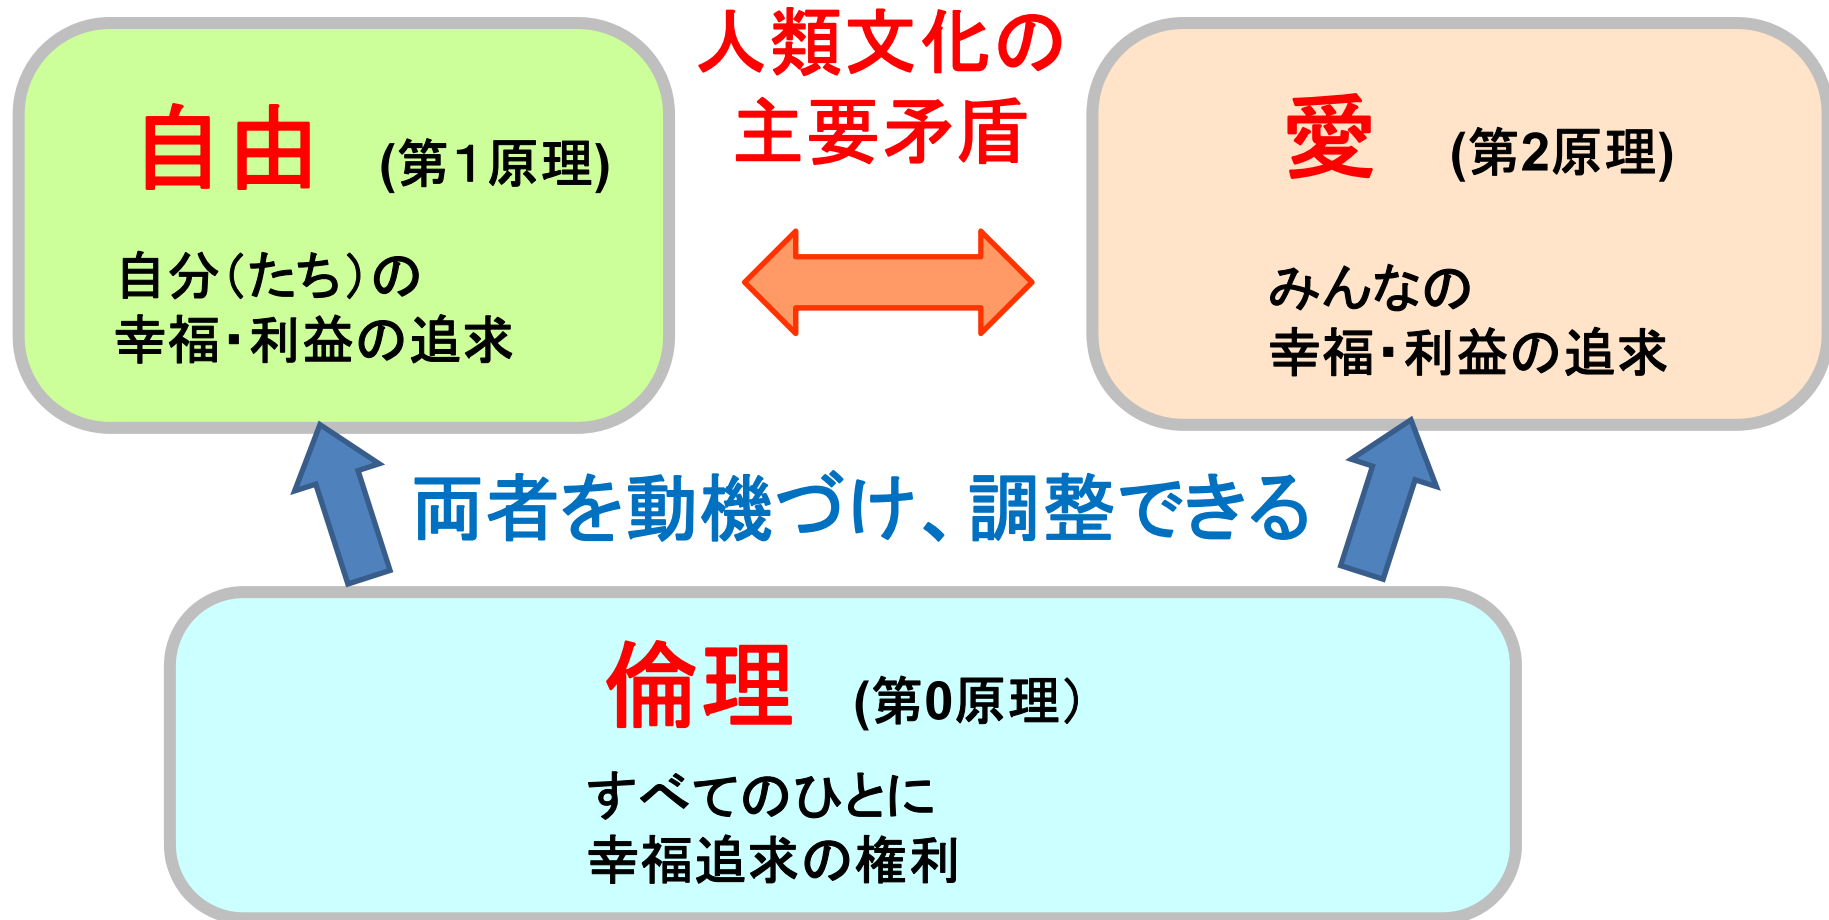 人類文化の
主要矛盾
自由 (第１原理)
自分（たち）の
幸福・利益の追求
愛 (第2原理)
みんなの
幸福・利益の追求
両者を動機づけ、調整できる
倫理 (第0原理）
すべてのひとに
幸福追求の権利